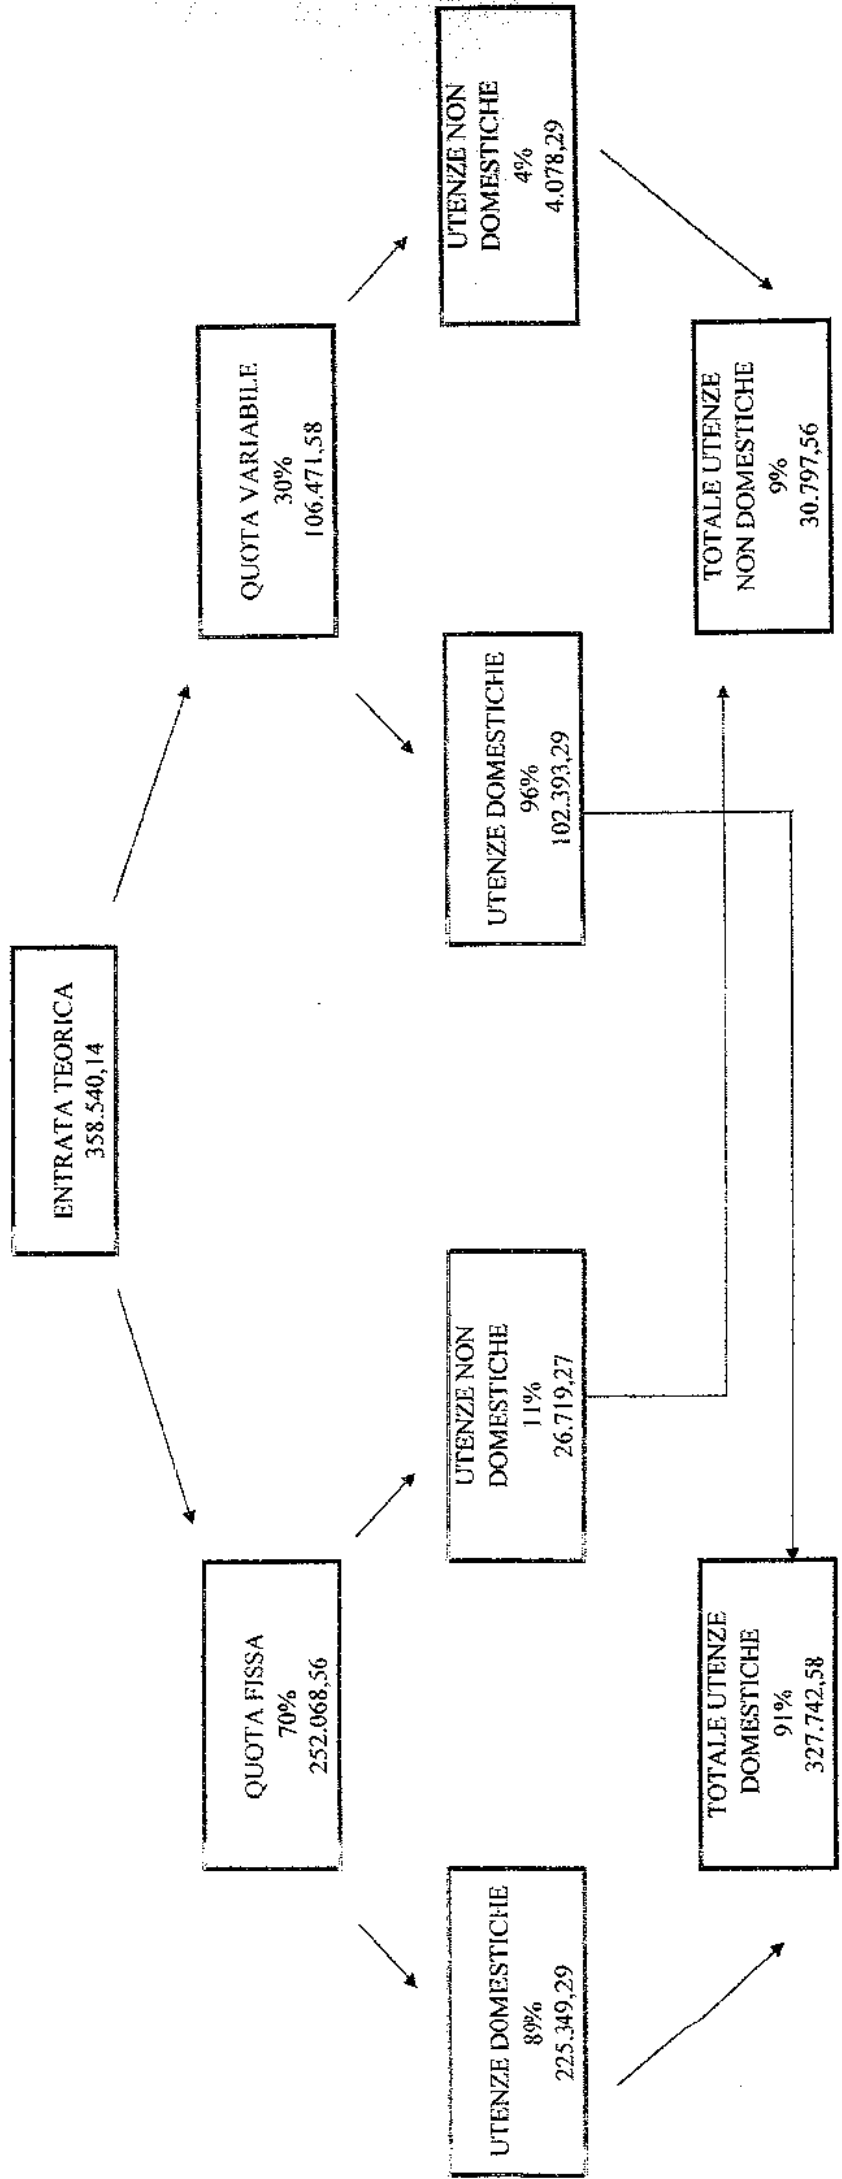 ENTRATA TEORICA
358.540,14
QUOTA FISSA
70%
252.068,56
QUOTA VARIABILE
30%
106.471,58
UTENZE DOMESTICHE
89%
225.349,29
UTENZE NON
DOMESTICHE
11%
26.719,27
UTENZE DOMESTICHE
96%
102.393,29
UTENZE NON
DOMESTICHE
4%
4.078,29
TOTALE UTENZE
DOMESTICHE
91%
327.742,58
TOTALE UTENZE
NON DOMESTICHE
9%
30.797,56